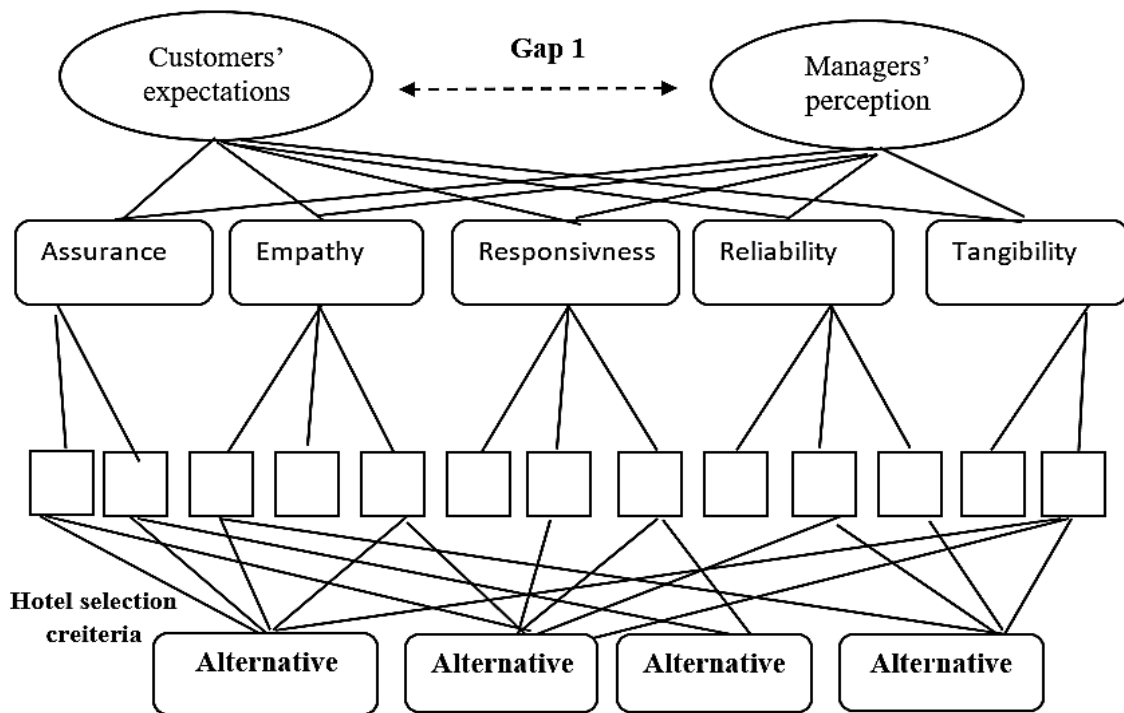 Gap 1
Customers’
expectations
Managers’
perception
Assurance
Empathy
Responsivness
Reliability
Tangibility
Hotel selection
creiteria
Alternative
Alternative
Alternative
Alternative